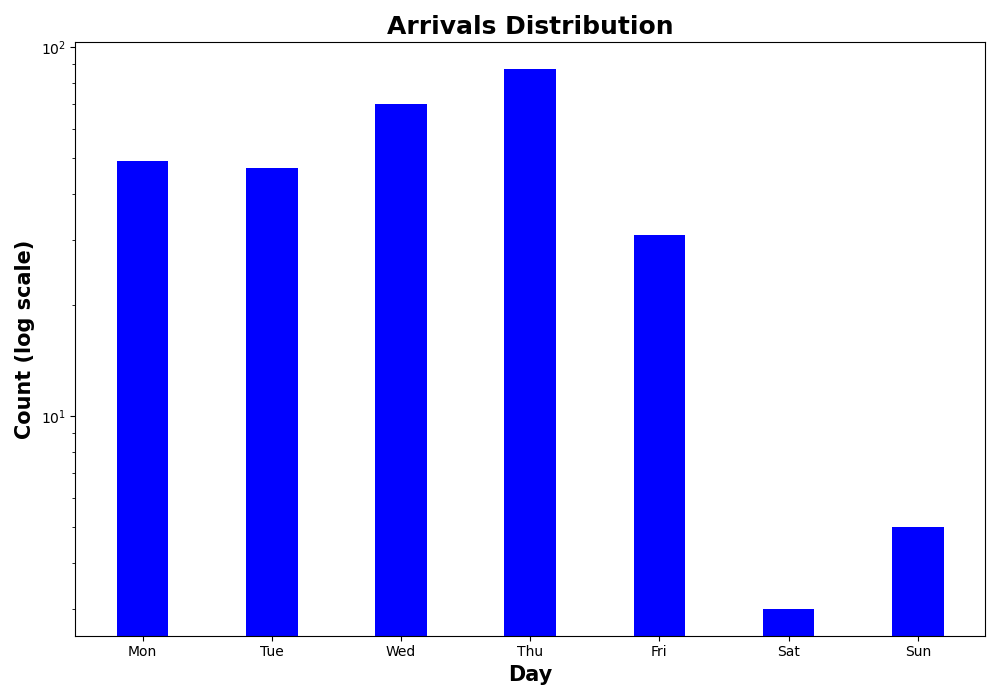 Arrivals Distribution
10²
10¹
Count (log scale)
Mon Tue Wed Thu Fri Sat Sun
Day